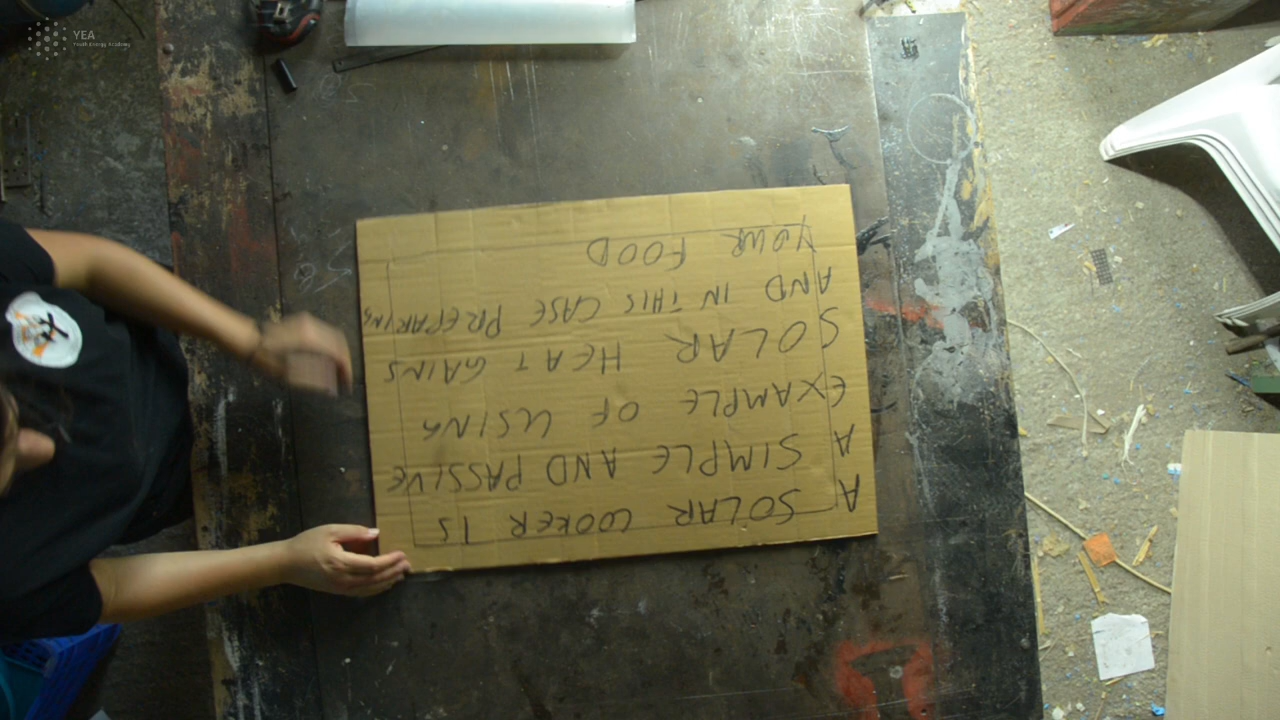 YEA
Youth Energy Academy
A SOLAR COOKER IS
A SIMPLE AND PASSIVE
EXAMPLE OF USING
SOLAR HEAT GAINS
AND IN THIS CASE PREPARING
YOUR FOOD